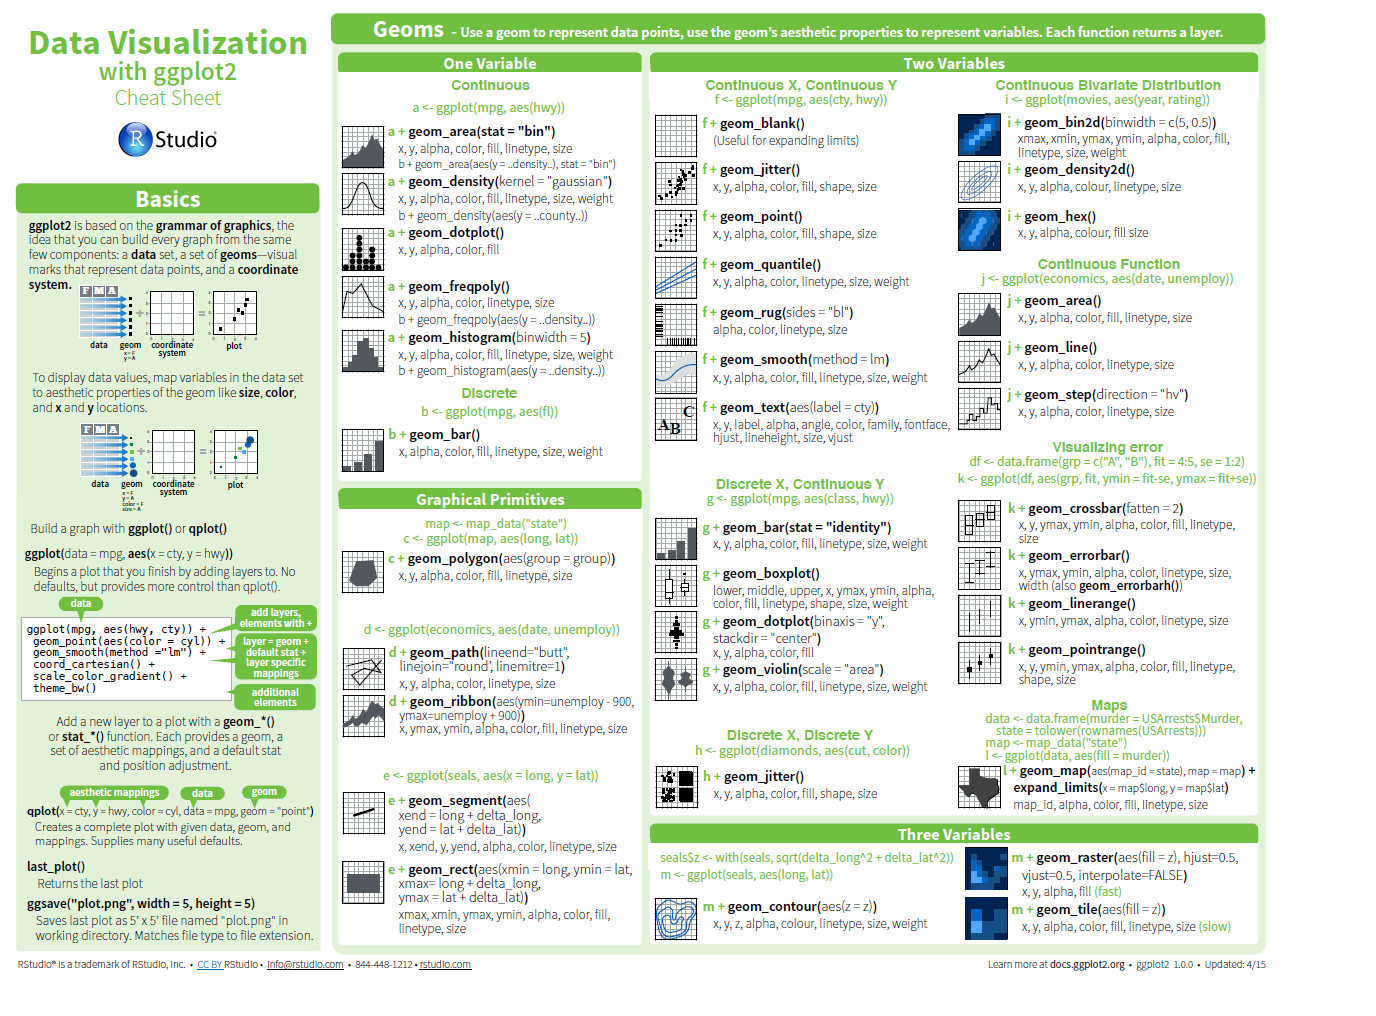 Data Visualization
with ggplot2
Cheat Sheet
R Studio
Basics
ggplot2 is based on the grammar of graphics, the
idea that you can build every graph from the same
few components: a data set, a set of geoms—visual
marks that represent data points, and a coordinate
system.
F M A
data geom coordinate system plot
x = F
y = A
To display data values, map variables in the data set
to aesthetic properties of the geom like size, color,
and x and y locations.
F M A
data geom coordinate system plot
x = F
y = A
color = F
size = A
Build a graph with ggplot() or qplot()
ggplot(data = mpg, aes(x = cty, y = hwy))
Begins a plot that you finish by adding layers to. No
defaults, but provides more control than qplot().
data
add layers,
elements with +
ggplot(mpg, aes(hwy, cty)) +
geom_point(aes(color = cyl)) +
geom_smooth(method ="lm") +
coord_cartesian() +
scale_color_gradient() +
theme_bw()
layer = geom +
default stat +
layer specific
mappings
additional
elements
Add a new layer to a plot with a geom_*()
or stat_*() function. Each provides a geom, a
set of aesthetic mappings, and a default stat
and position adjustment.
aesthetic mappings data geom
qplot(x = cty, y = hwy, color = cyl, data = mpg, geom = "point")
Creates a complete plot with given data, geom, and
mappings. Supplies many useful defaults.
last_plot()
Returns the last plot
ggsave("plot.png", width = 5, height = 5)
Saves last plot as 5' x 5' file named "plot.png" in
working directory. Matches file type to file extension.
Geoms - Use a geom to represent data points, use the geom's aesthetic properties to represent variables. Each function returns a layer.
One Variable
Continuous
a <- ggplot(mpg, aes(hwy))
a + geom_area(stat = "bin")
x, y, alpha, color, fill, linetype, size
b + geom_area(aes(y = ..density..), stat = "bin")
a + geom_density(kernel = "gaussian")
x, y, alpha, color, fill, linetype, size, weight
b + geom_density(aes(y = ..county..))
a + geom_dotplot()
x, y, alpha, color, fill
a + geom_freqpoly()
x, y, alpha, color, linetype, size
b + geom_freqpoly(aes(y = ..density..))
a + geom_histogram(binwidth = 5)
x, y, alpha, color, fill, linetype, size, weight
b + geom_histogram(aes(y = ..density..))
Discrete
b <- ggplot(mpg, aes(fl))
b + geom_bar()
x, alpha, color, fill, linetype, size, weight
Graphical Primitives
map <- map_data("state")
c <- ggplot(map, aes(long, lat))
c + geom_polygon(aes(group = group))
x, y, alpha, color, fill, linetype, size
d <- ggplot(economics, aes(date, unemploy))
d + geom_path(lineend="butt",
linejoin="round', linemitre=1)
x, y, alpha, color, linetype, size
d + geom_ribbon(aes(ymin=unemploy - 900,
ymax=unemploy + 900))
x, ymax, ymin, alpha, color, fill, linetype, size
e <- ggplot(seals, aes(x = long, y = lat))
e + geom_segment(aes(
xend = long + delta_long,
yend = lat + delta_lat))
x, xend, y, yend, alpha, color, linetype, size
e + geom_rect(aes(xmin = long, ymin = lat,
xmax= long + delta_long,
ymax = lat + delta_lat))
xmax, xmin, ymax, ymin, alpha, color, fill,
linetype, size
Two Variables
Continuous X, Continuous Y
f <- ggplot(mpg, aes(cty, hwy))
f + geom_blank()
(Useful for expanding limits)
f + geom_jitter()
x, y, alpha, color, fill, shape, size
f + geom_point()
x, y, alpha, color, fill, shape, size
f + geom_quantile()
x, y, alpha, color, linetype, size, weight
f + geom_rug(sides = "bl")
alpha, color, linetype, size
f + geom_smooth(method = lm)
x, y, alpha, color, fill, linetype, size, weight
A B C
f + geom_text(aes(label = cty))
x, y, label, alpha, angle, color, family, fontface,
hjust, lineheight, size, vjust
Discrete X, Continuous Y
g <- ggplot(mpg, aes(class, hwy))
g + geom_bar(stat = "identity")
x, y, alpha, color, fill, linetype, size, weight
g + geom_boxplot()
lower, middle, upper, x, ymax, ymin, alpha,
color, fill, linetype, shape, size, weight
g + geom_dotplot(binaxis = "y",
stackdir = "center")
x, y, alpha, color, fill
g + geom_violin(scale = "area")
x, y, alpha, color, fill, linetype, size, weight
Discrete X, Discrete Y
h <- ggplot(diamonds, aes(cut, color))
h + geom_jitter()
x, y, alpha, color, fill, shape, size
Continuous Bivariate Distribution
i <- ggplot(movies, aes(year, rating))
i + geom_bin2d(binwidth = c(5, 0.5))
xmax, xmin, ymax, ymin, alpha, color, fill,
linetype, size, weight
i + geom_density2d()
x, y, alpha, colour, linetype, size
i + geom_hex()
x, y, alpha, colour, fill size
Continuous Function
j <- ggplot(economics, aes(date, unemploy))
j + geom_area()
x, y, alpha, color, fill, linetype, size
j + geom_line()
x, y, alpha, color, linetype, size
j + geom_step(direction = "hv")
x, y, alpha, color, linetype, size
Visualizing error
df <- data.frame(grp = c("A", "B"), fit = 4:5, se = 1:2)
k <- ggplot(df, aes(grp, fit, ymin = fit-se, ymax = fit+se))
k + geom_crossbar(fatten = 2)
x, y, ymax, ymin, alpha, color, fill, linetype,
size
k + geom_errorbar()
x, ymax, ymin, alpha, color, linetype, size,
width (also geom_errorbarh())
k + geom_linerange()
x, ymin, ymax, alpha, color, linetype, size
k + geom_pointrange()
x, y, ymin, ymax, alpha, color, fill, linetype,
shape, size
Maps
data <- data.frame(murder = USArrests$Murder,
state = tolower(rownames(USArrests)))
map <- map_data("state")
l <- ggplot(data, aes(fill = murder))
l + geom_map(aes(map_id = state), map = map) +
expand_limits(x = map$long, y = map$lat)
map_id, alpha, color, fill, linetype, size
Three Variables
seals$z <- with(seals, sqrt(delta_long^2 + delta_lat^2))
m <- ggplot(seals, aes(long, lat))
m + geom_contour(aes(z = z))
x, y, z, alpha, colour, linetype, size, weight
m + geom_raster(aes(fill = z), hjust=0.5,
vjust=0.5, interpolate=FALSE)
x, y, alpha, fill (fast)
m + geom_tile(aes(fill = z))
x, y, alpha, color, fill, linetype, size (slow)
RStudio® is a trademark of RStudio, Inc. • CC BY RStudio • info@rstudio.com • 844-448-1212 • rstudio.com
Learn more at docs.ggplot2.org • ggplot2 1.0.0 • Updated: 4/15